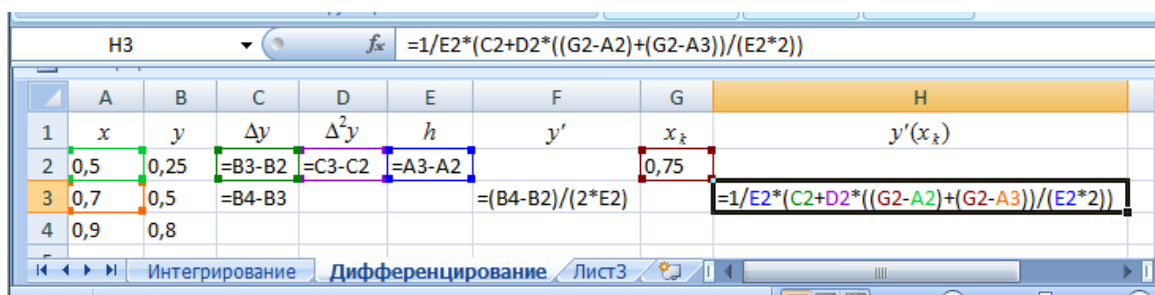 H3 fx =1/E2*(C2+D2*((G2-A2)+(G2-A3))/(E2*2))
A B C D E F G H
1 x y Δy Δ²y h y′ xₖ y′(xₖ)
2 0,5 0,25 =B3-B2 =C3-C2 =A3-A2 0,75
3 0,7 0,5 =B4-B3 =(B4-B2)/(2*E2) =1/E2*(C2+D2*((G2-A2)+(G2-A3))/(E2*2))
4 0,9 0,8
Интегрирование Дифференцирование Лист3